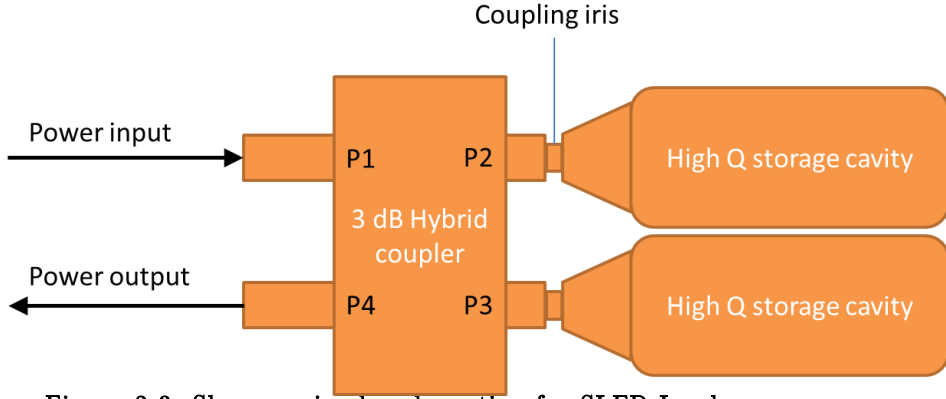 Coupling iris
Power input
P1
P2
High Q storage cavity
3 dB Hybrid
coupler
Power output
P4
P3
High Q storage cavity